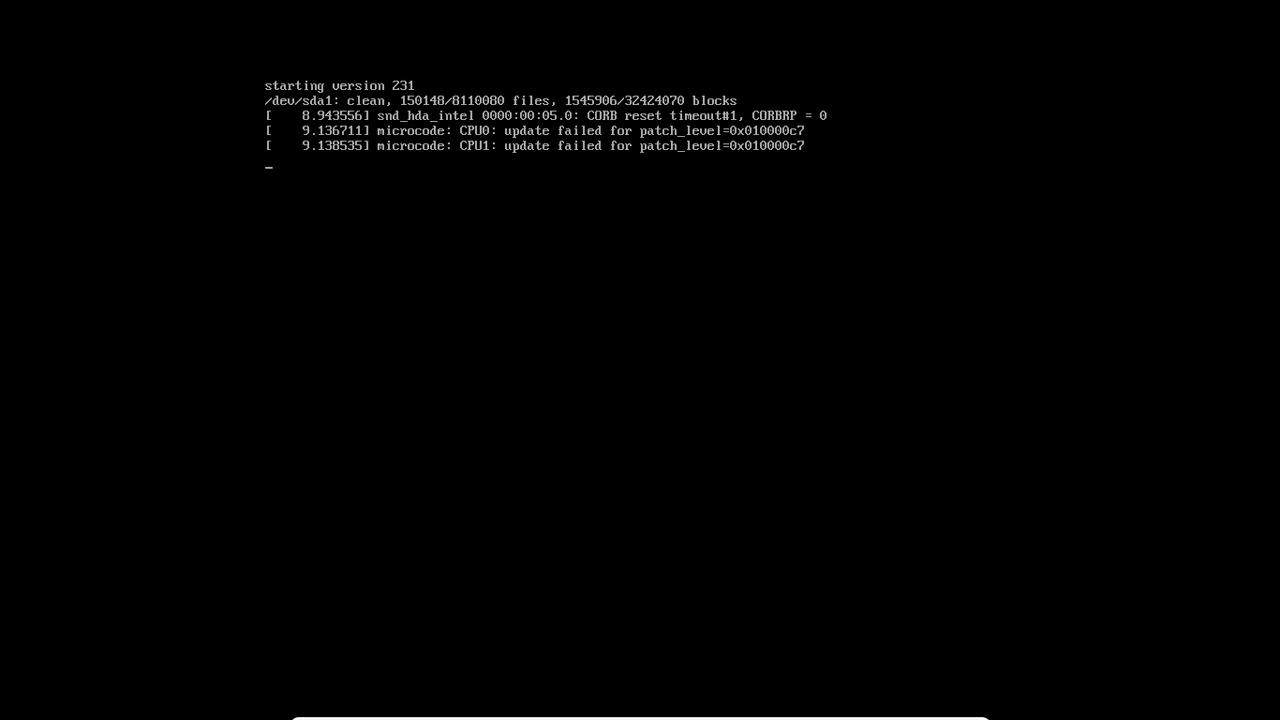 starting version 231
/dev/sda1: clean, 150148/8110080 files, 1545906/32424070 blocks
[    8.943556] snd_hda_intel 0000:00:05.0: CORB reset timeout#1, CORBRP = 0
[    9.136711] microcode: CPU0: update failed for patch_level=0x010000c7
[    9.138535] microcode: CPU1: update failed for patch_level=0x010000c7
_